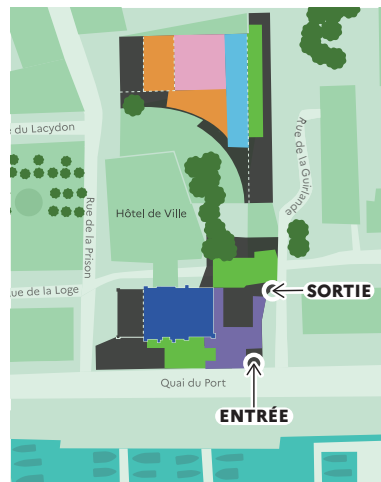 e du Lacydon
Rue de la Guirlande
Rue de la Prison
Hôtel de Ville
ue de la Loge
SORTIE
Quai du Port
ENTRÉE